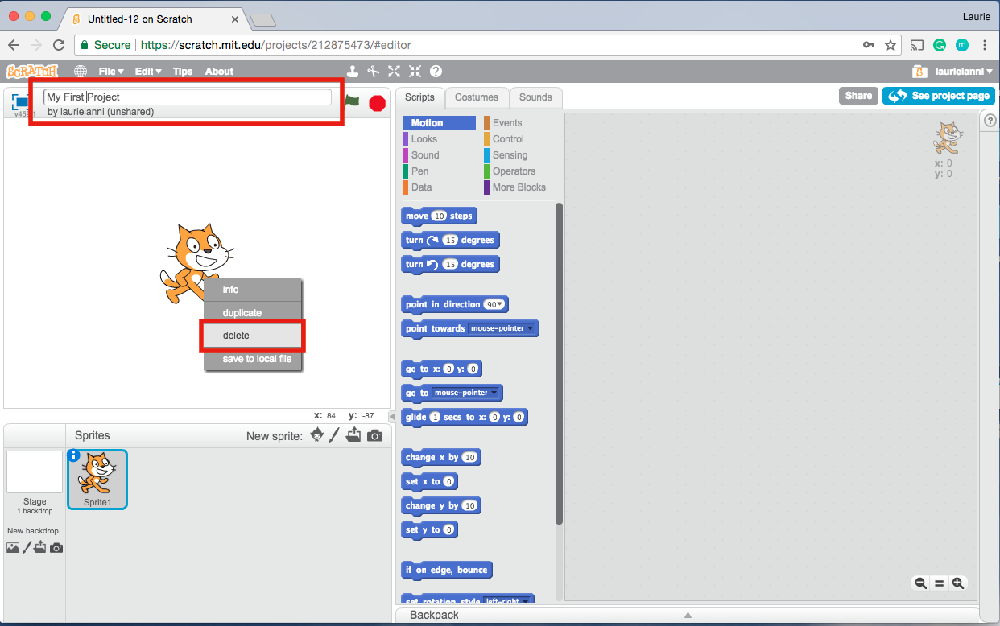 Untitled-12 on Scratch
Laurie
Secure https://scratch.mit.edu/projects/212875473/#editor
m
SCRATCH File Edit Tips About laurieianni
My First Project
by laurieianni (unshared)
Scripts Costumes Sounds
Share See project page
Motion Events
Looks Control
Sound Sensing
Pen Operators
Data More Blocks
x: 0
y: 0
move 10 steps
turn 15 degrees
turn 15 degrees
point in direction 90
point towards mouse-pointer
go to x: 0 y: 0
go to mouse-pointer
glide 1 secs to x: 0 y: 0
change x by 10
set x to 0
change y by 10
set y to 0
if on edge, bounce
set rotation style left-right
info
duplicate
delete
save to local file
x: 84 y: -87
Sprites New sprite:
Sprite1
Stage
1 backdrop
New backdrop:
Backpack